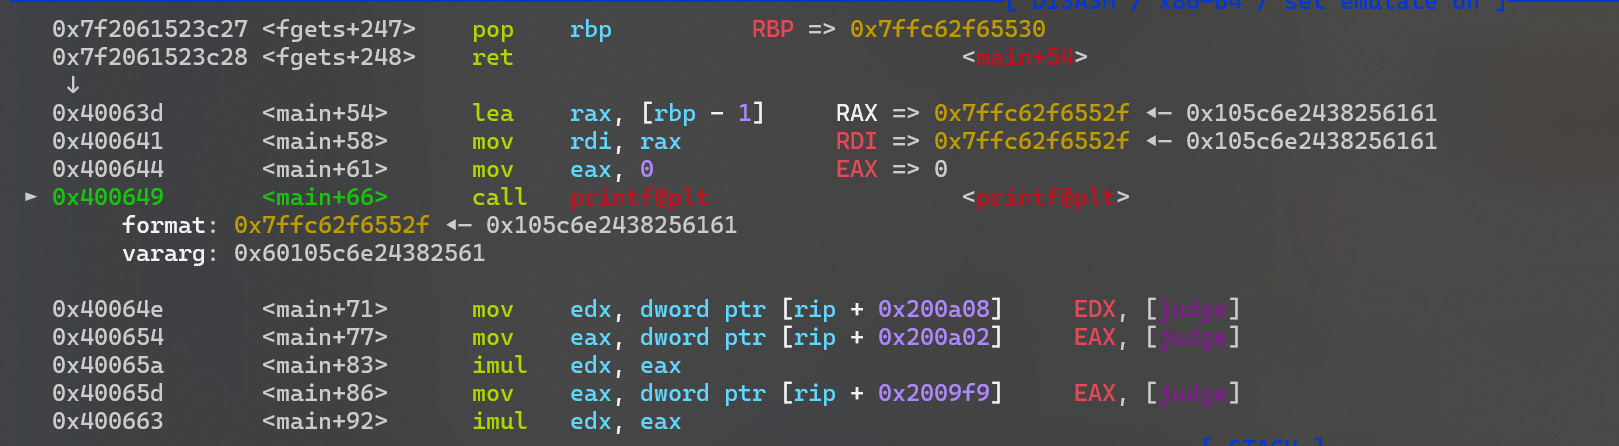 [ DISASM / x86-64 / set emulate on ]
0x7f2061523c27 <fgets+247> pop rbp RBP => 0x7ffc62f65530
0x7f2061523c28 <fgets+248> ret <main+54>
↓
0x40063d <main+54> lea rax, [rbp - 1] RAX => 0x7ffc62f6552f ◂— 0x105c6e2438256161
0x400641 <main+58> mov rdi, rax RDI => 0x7ffc62f6552f ◂— 0x105c6e2438256161
0x400644 <main+61> mov eax, 0 EAX => 0
► 0x400649 <main+66> call printf@plt <printf@plt>
format: 0x7ffc62f6552f ◂— 0x105c6e2438256161
vararg: 0x60105c6e24382561
0x40064e <main+71> mov edx, dword ptr [rip + 0x200a08] EDX, [judge]
0x400654 <main+77> mov eax, dword ptr [rip + 0x200a02] EAX, [judge]
0x40065a <main+83> imul edx, eax
0x40065d <main+86> mov eax, dword ptr [rip + 0x2009f9] EAX, [judge]
0x400663 <main+92> imul edx, eax
[ STACK ]